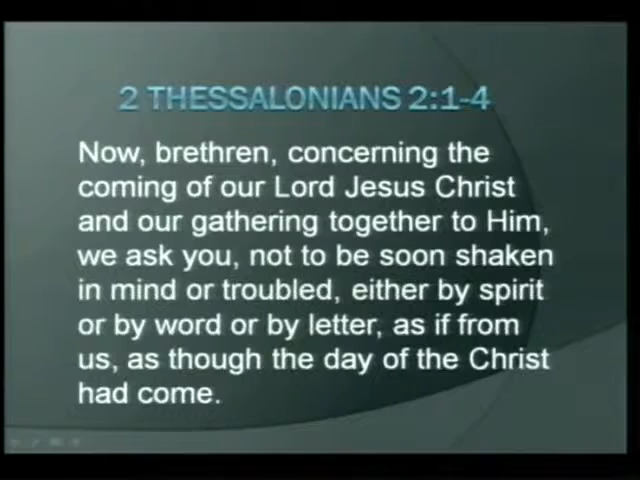 2 THESSALONIANS 2:1-4
Now, brethren, concerning the
coming of our Lord Jesus Christ
and our gathering together to Him,
we ask you, not to be soon shaken
in mind or troubled, either by spirit
or by word or by letter, as if from
us, as though the day of the Christ
had come.